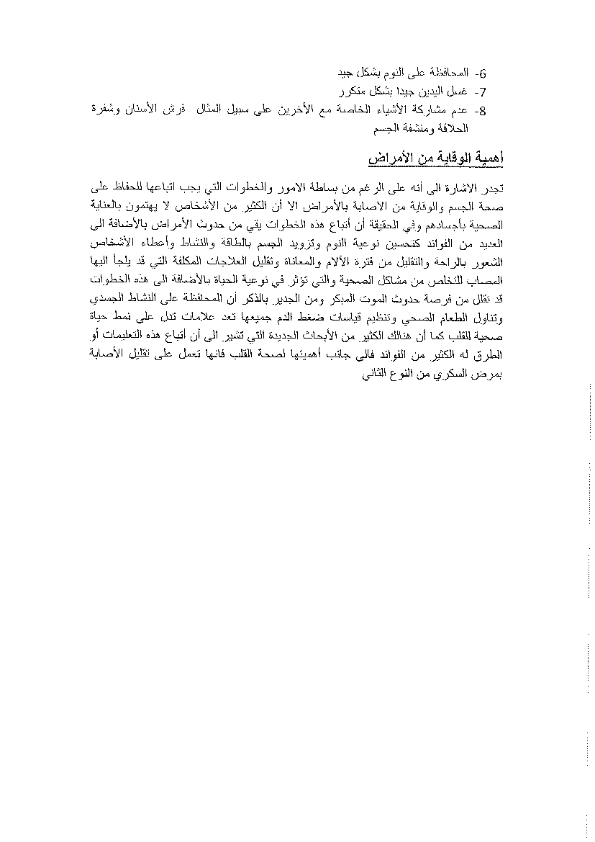 6- المحافظة على النوم بشكل جيد
7- غسل اليدين جيدا بشكل متكرر
8- عدم مشاركة الأشياء الخاصة مع الأخرين على سبيل المثال فرش الأسنان وشفرة
الحلاقة ومنشفة الجسم
أهمية الوقاية من الأمراض
تجدر الاشارة الى أنه على الرغم من بساطة الامور والخطوات التي يجب اتباعها للحفاظ على
صحة الجسم والوقاية من الاصابة بالأمراض الا أن الكثير من الأشخاص لا يهتمون بالعناية
الصحية بأجسادهم وفي الحقيقة أن أتباع هذه الخطوات يقي من حدوث الأمراض بالأضافة الى
العديد من الفوائد كتحسين نوعية النوم وتزويد الجسم بالطاقة والنشاط وأعطاء الأشخاص
الشعور بالراحة والتقليل من فترة الألام والمعاناة وتقليل العلاجات المكلفة التي قد يلجأ اليها
المصاب للتخلص من مشاكل الصحية والتي تؤثر في نوعية الحياة بالأضافة الى هذه الخطوات
قد تقلل من فرصة حدوث الموت المبكر ومن الجدير بالذكر أن المحافظة على النشاط الجسدي
وتناول الطعام الصحي وتنظيم قياسات ضغط الدم جميعها تعد علامات تدل على نمط حياة
صحية للقلب كما أن هنالك الكثير من الأبحاث الجديدة التي تشير الى أن أتباع هذه التعليمات أو
الطرق له الكثير من الفوائد فالى جانب أهميتها لصحة القلب فانها تعمل على تقليل الأصابة
بمرض السكري من النوع الثاني